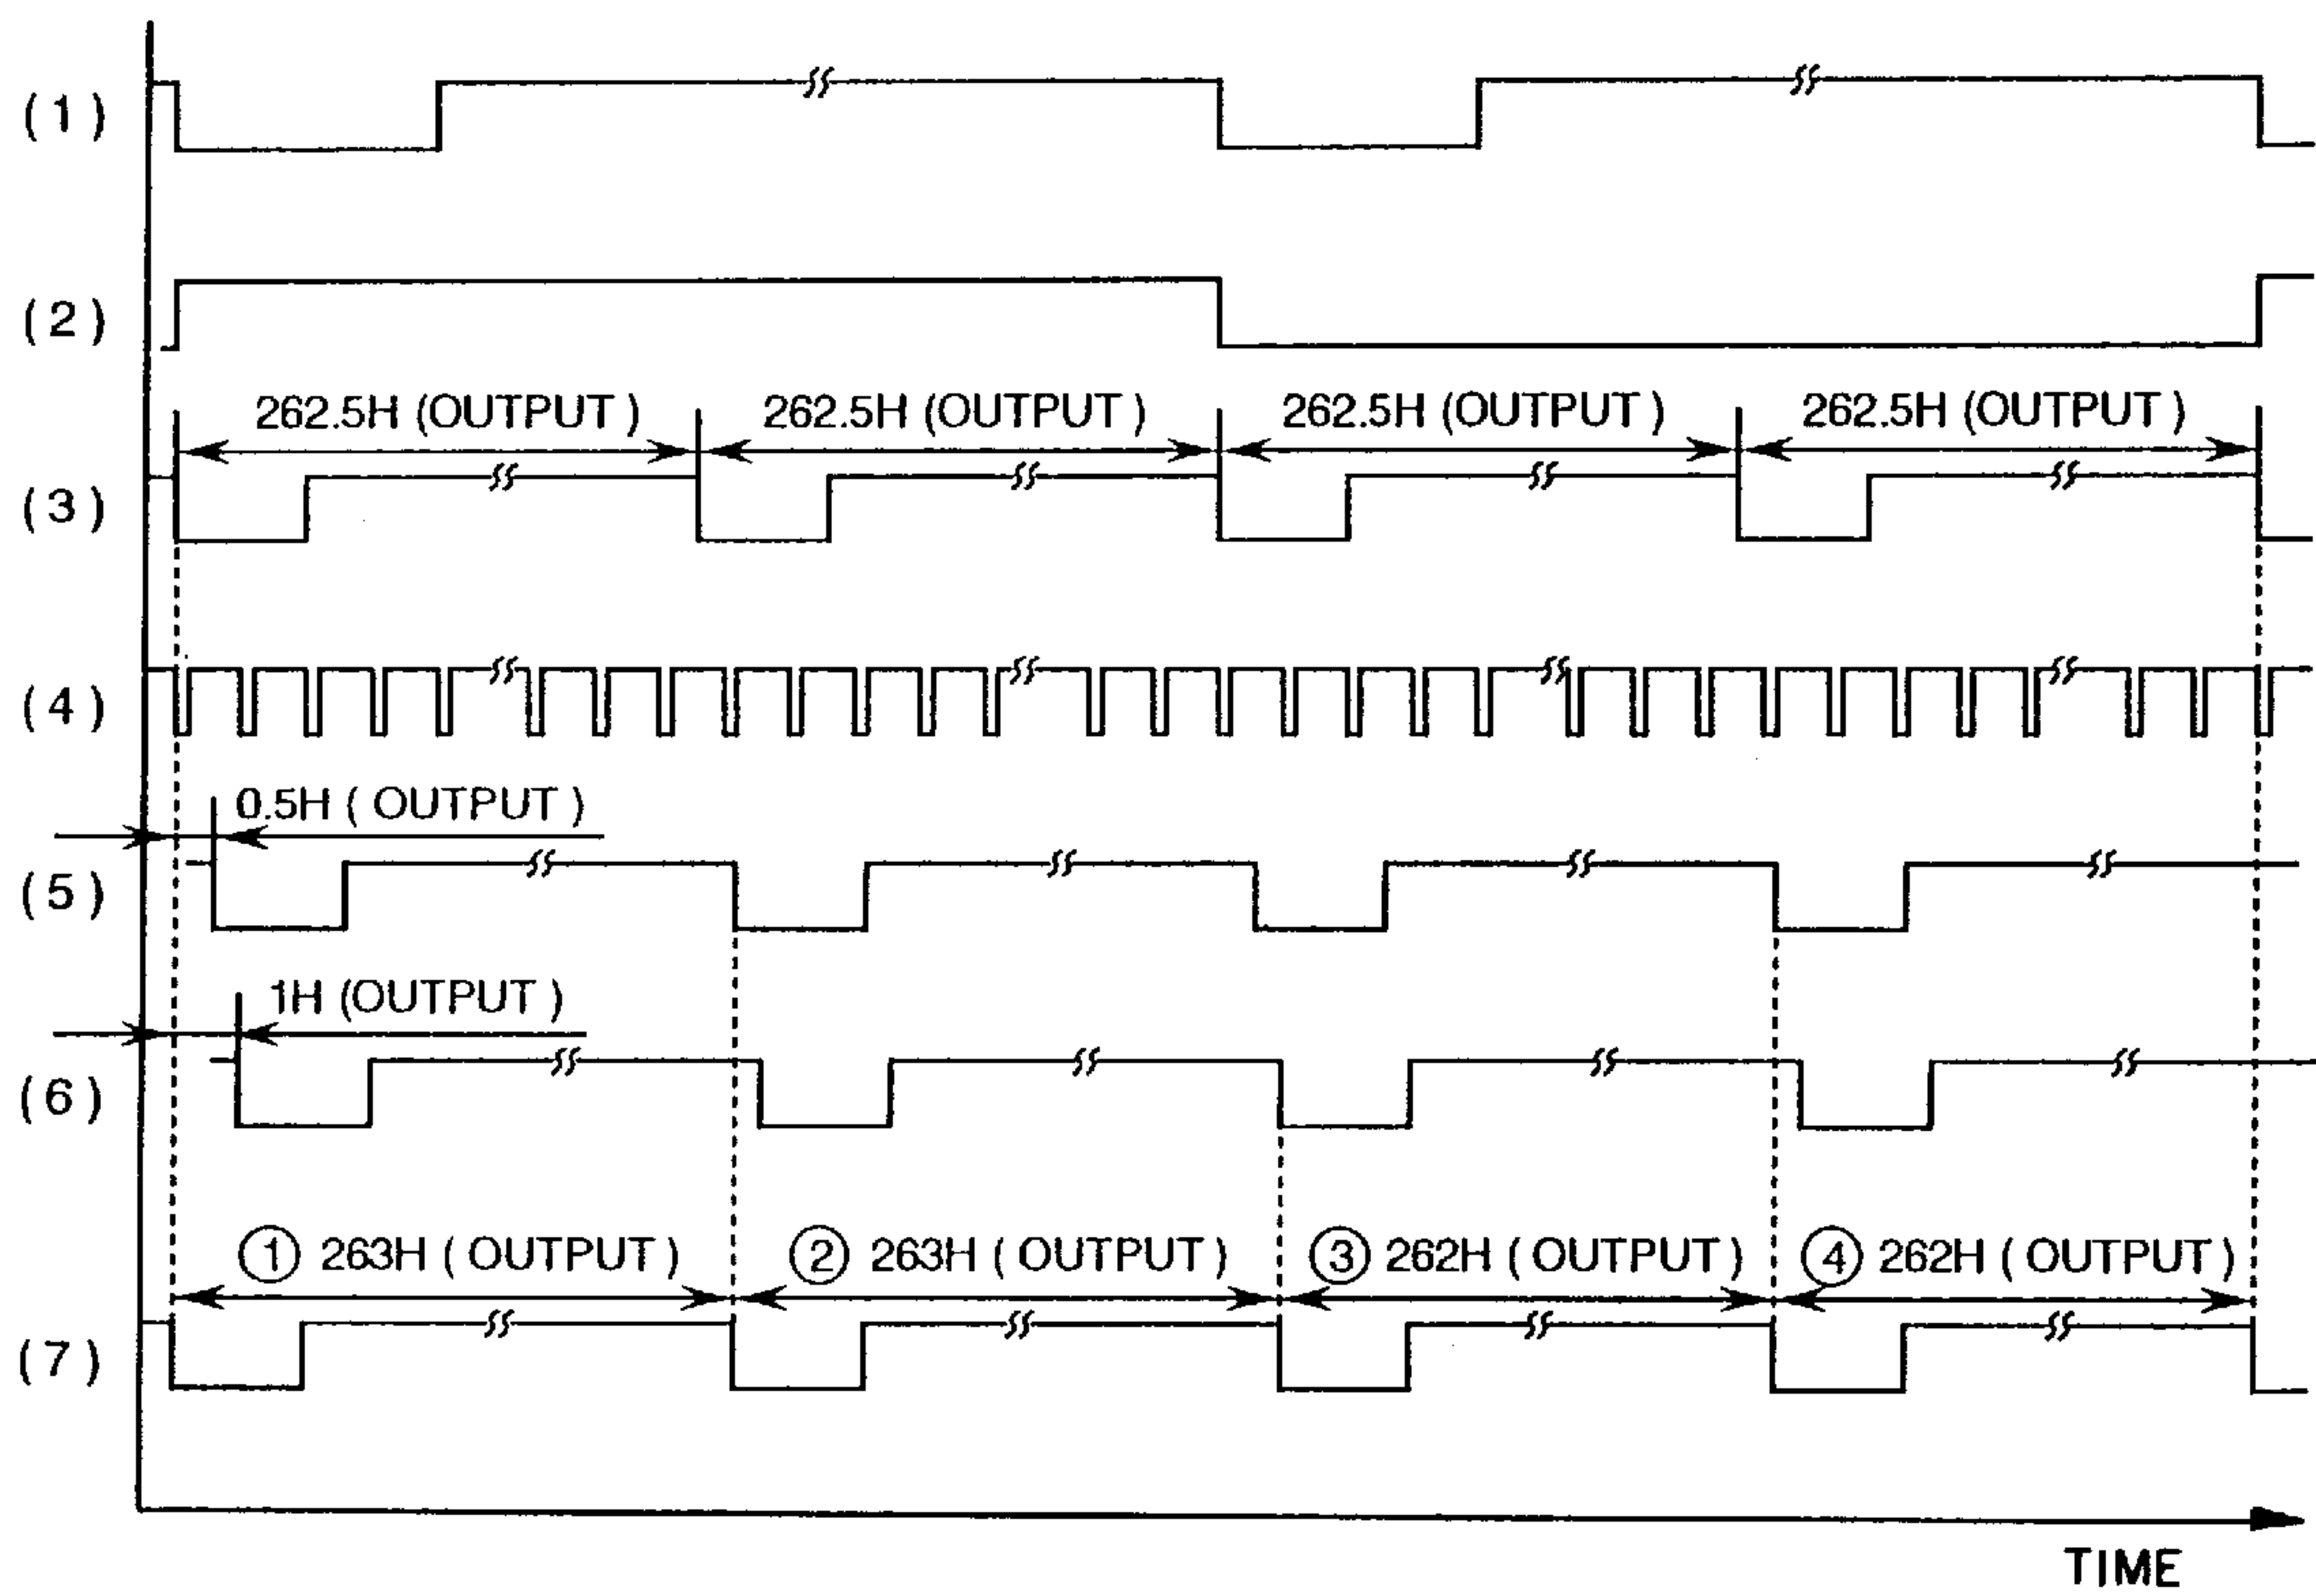 (1)
(2)
262.5H (OUTPUT) 262.5H (OUTPUT) 262.5H (OUTPUT) 262.5H (OUTPUT)
(3)
(4)
0.5H (OUTPUT)
(5)
1H (OUTPUT)
(6)
① 263H (OUTPUT) ② 263H (OUTPUT) ③ 262H (OUTPUT) ④ 262H (OUTPUT)
(7)
TIME